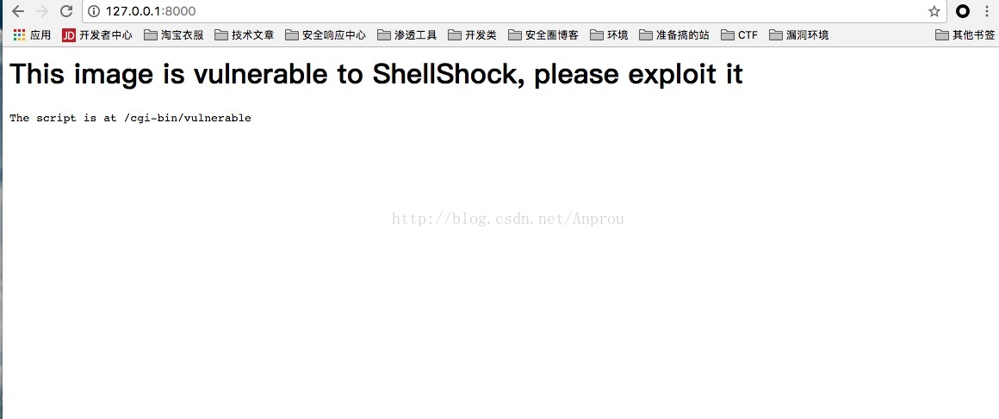 127.0.0.1:8000
应用 JD 开发者中心 淘宝衣服 技术文章 安全响应中心 渗透工具 开发类 安全圈博客 环境 准备搞的站 CTF 漏洞环境 其他书签
This image is vulnerable to ShellShock, please exploit it
The script is at /cgi-bin/vulnerable
http://blog.csdn.net/Anprou